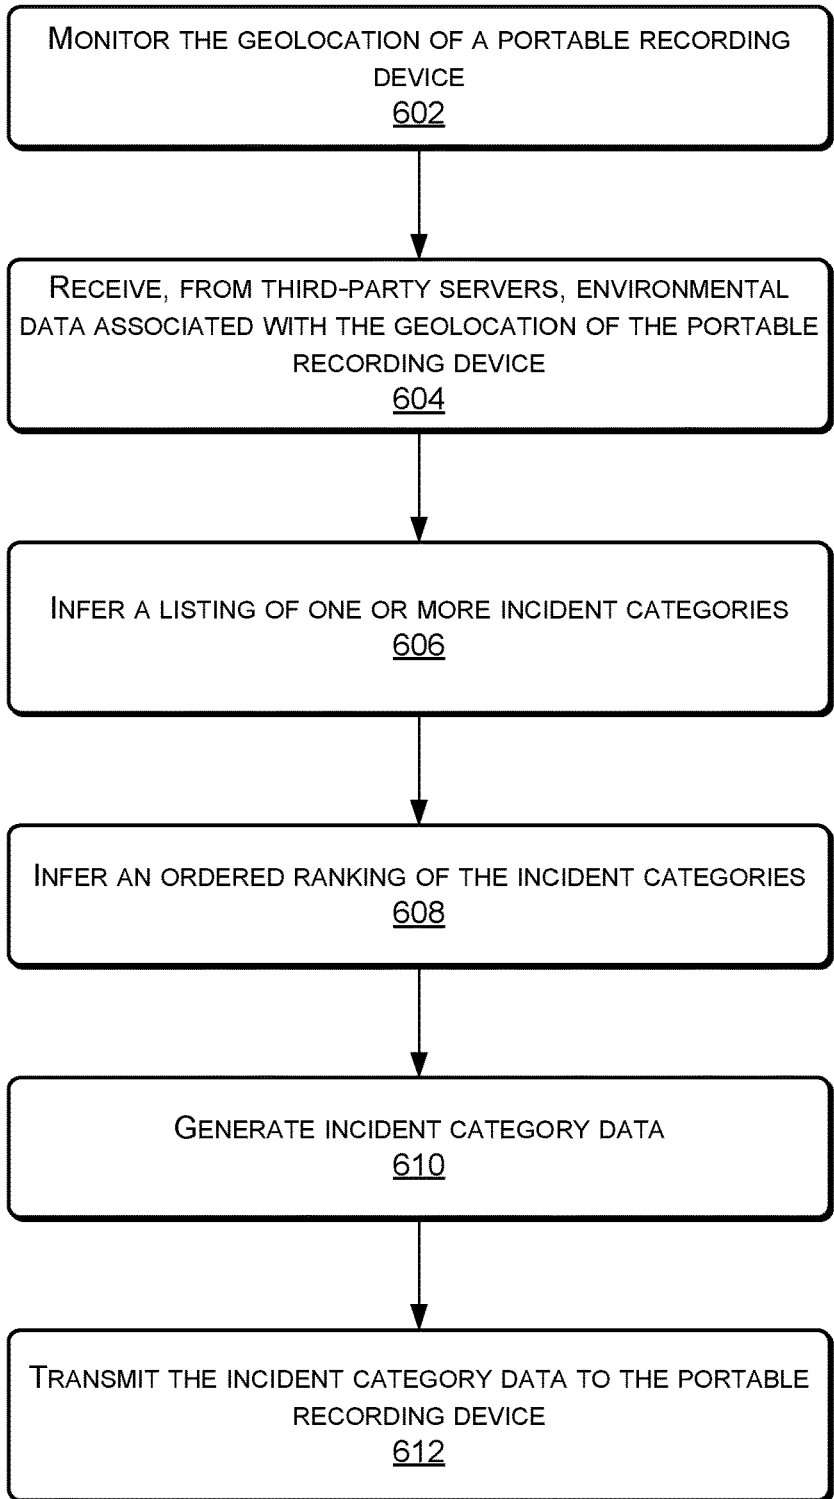 MONITOR THE GEOLOCATION OF A PORTABLE RECORDING
DEVICE
602
RECEIVE, FROM THIRD-PARTY SERVERS, ENVIRONMENTAL
DATA ASSOCIATED WITH THE GEOLOCATION OF THE PORTABLE
RECORDING DEVICE
604
INFER A LISTING OF ONE OR MORE INCIDENT CATEGORIES
606
INFER AN ORDERED RANKING OF THE INCIDENT CATEGORIES
608
GENERATE INCIDENT CATEGORY DATA
610
TRANSMIT THE INCIDENT CATEGORY DATA TO THE PORTABLE
RECORDING DEVICE
612